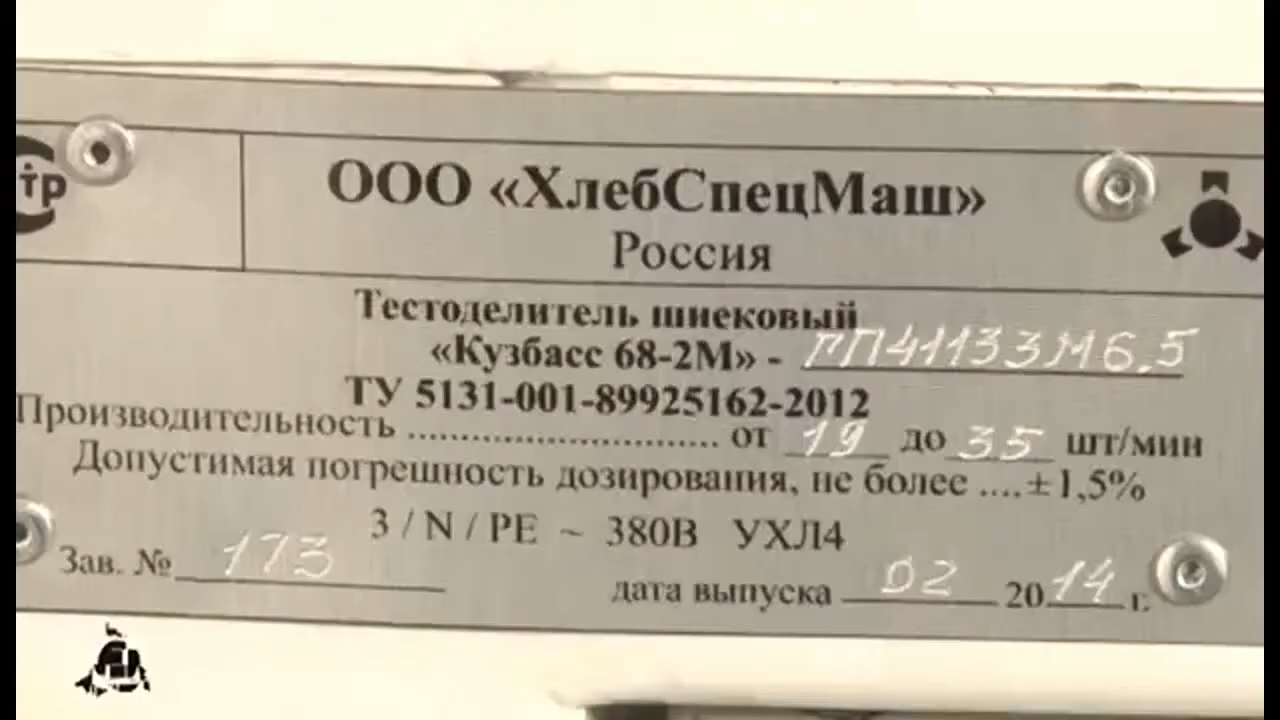 тр
ООО «ХлебСпецМаш»
Россия
Тестоделитель шнековый
«Кузбасс 68-2М» - РП41133М6.5
ТУ 5131-001-89925162-2012
Производительность ............................ от 19 до 35 шт/мин
Допустимая погрешность дозирования, не более ....±1,5%
3 / N / PE ~ 380В УХЛ4
Зав. № 173
дата выпуска 02 2014 г.